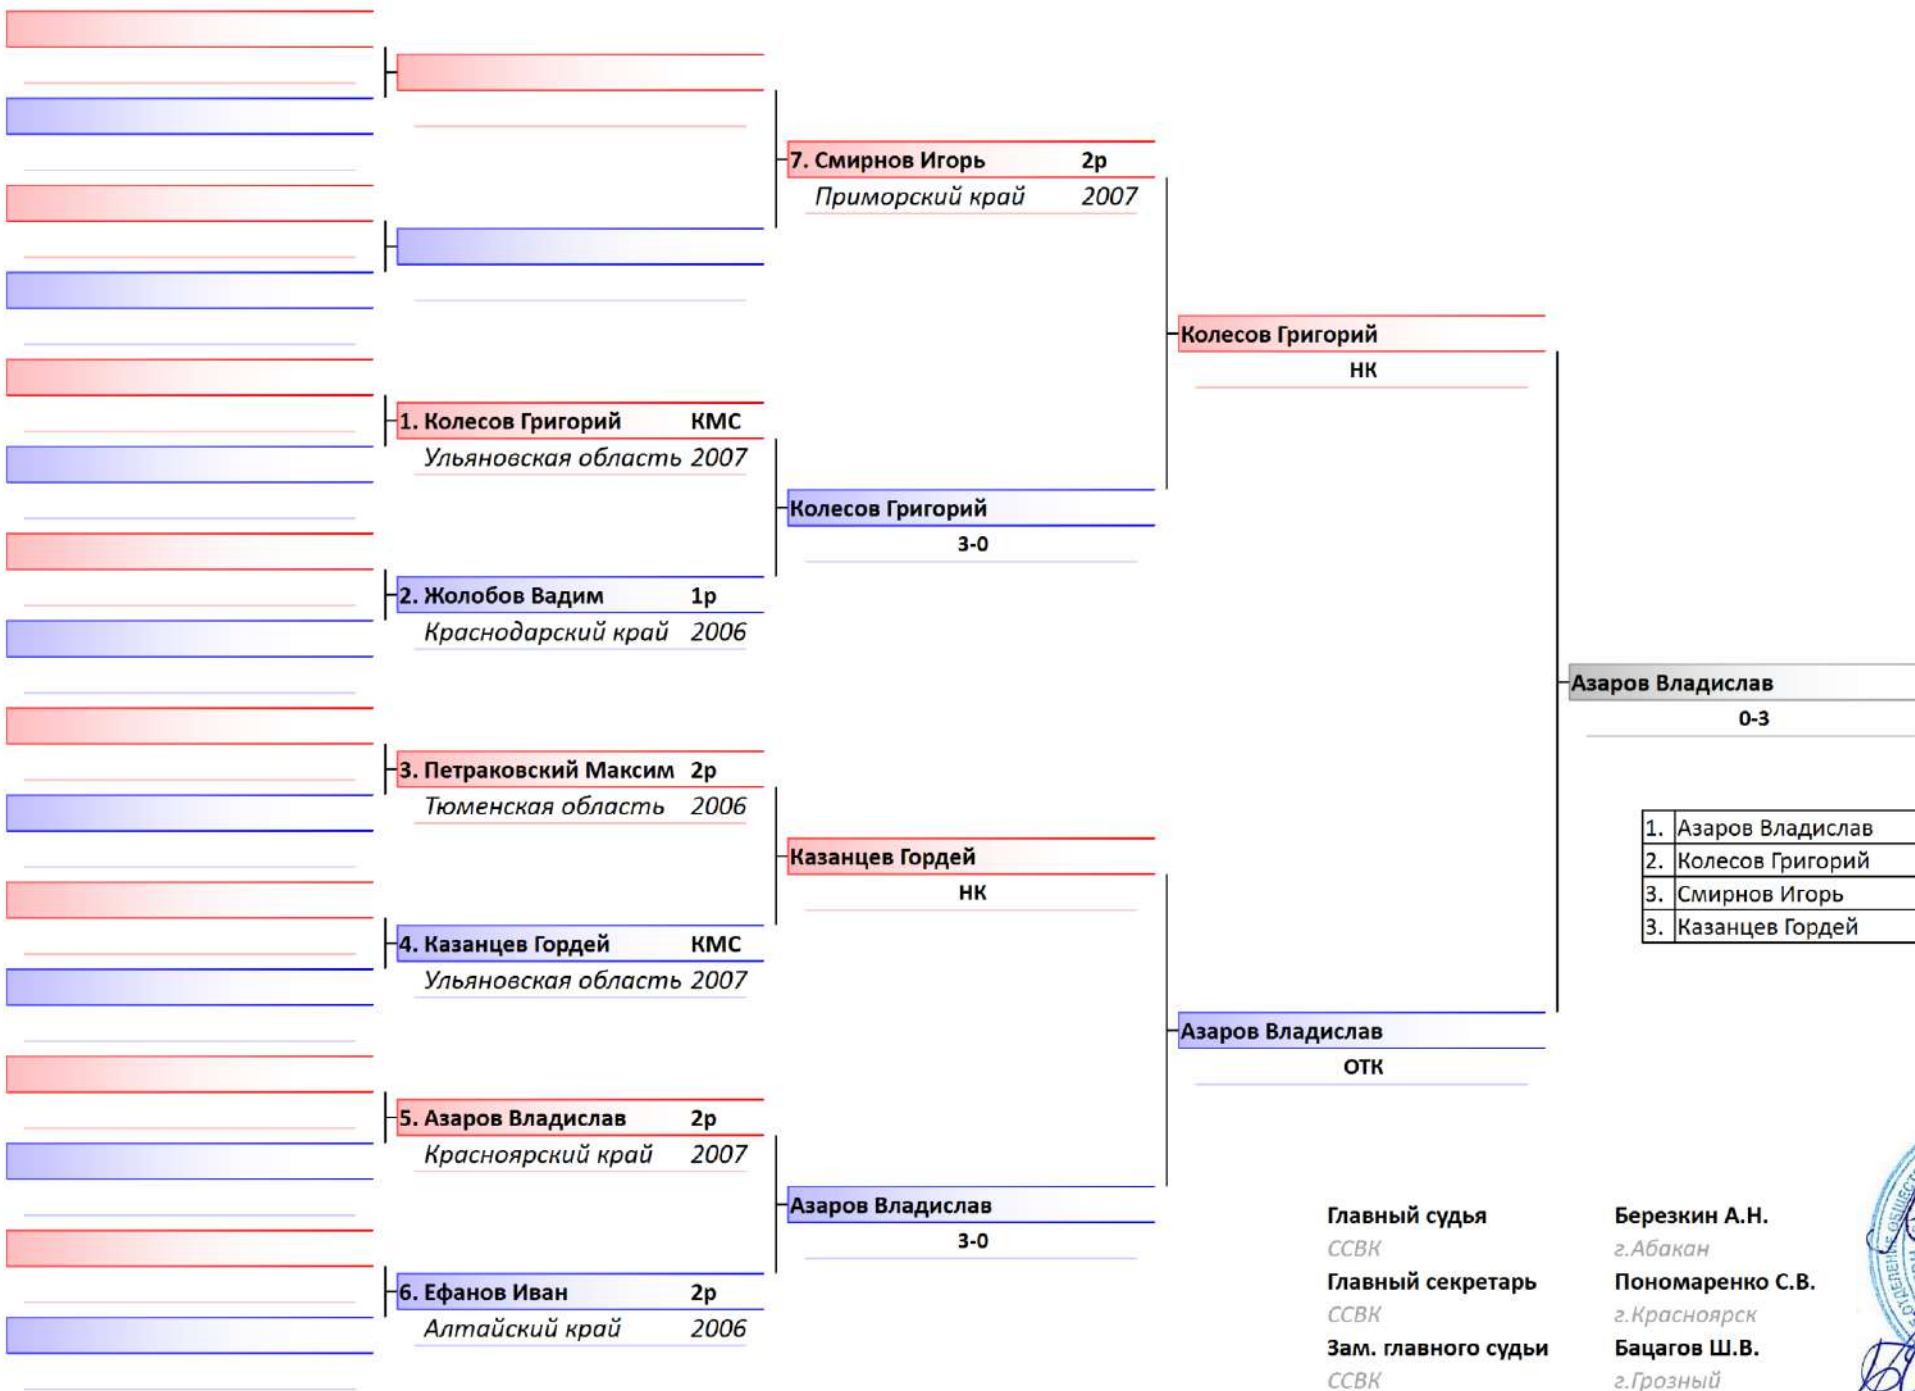 7. Смирнов Игорь 2р
Приморский край 2007
Колесов Григорий
НК
1. Колесов Григорий КМС
Ульяновская область 2007
Колесов Григорий
3-0
2. Жолобов Вадим 1р
Краснодарский край 2006
Азаров Владислав
0-3
3. Петраковский Максим 2р
Тюменская область 2006
Казанцев Гордей
НК
1. Азаров Владислав
2. Колесов Григорий
3. Смирнов Игорь
3. Казанцев Гордей
4. Казанцев Гордей КМС
Ульяновская область 2007
Азаров Владислав
ОТК
5. Азаров Владислав 2р
Красноярский край 2007
Азаров Владислав
3-0
6. Ефанов Иван 2р
Алтайский край 2006
Главный судья Березкин А.Н.
ССВК г.Абакан
Главный секретарь Пономаренко С.В.
ССВК г.Красноярск
Зам. главного судьи Бацагов Ш.В.
ССВК г.Грозный